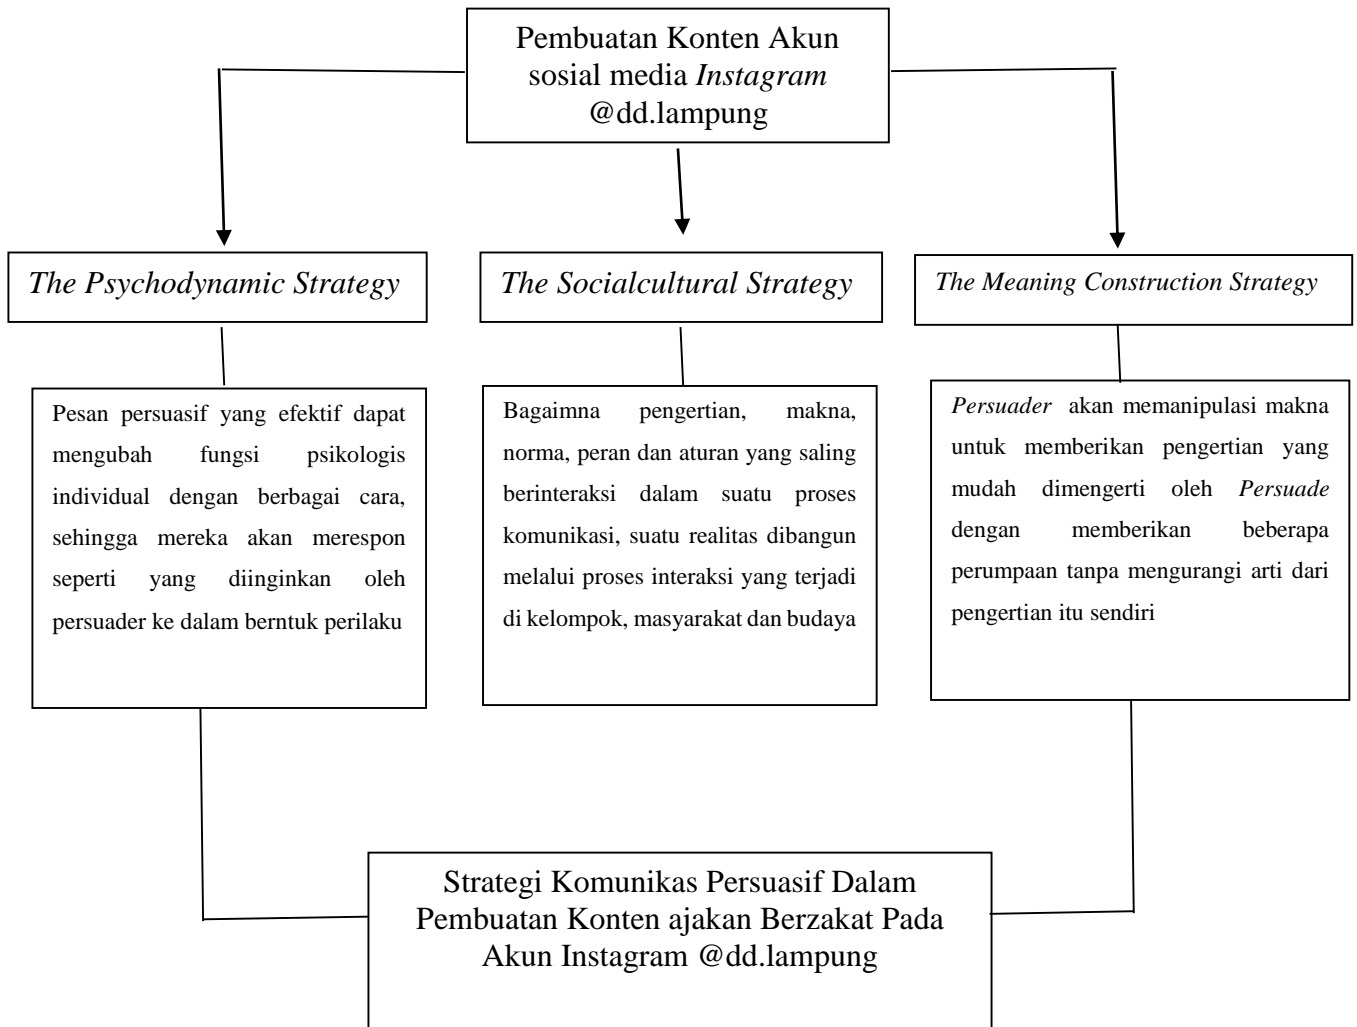 Pembuatan Konten Akun
sosial media Instagram
@dd.lampung
The Psychodynamic Strategy
The Socialcultural Strategy
The Meaning Construction Strategy
Pesan persuasif yang efektif dapat
mengubah fungsi psikologis
individual dengan berbagai cara,
sehingga mereka akan merespon
seperti yang diinginkan oleh
persuader ke dalam berntuk perilaku
Bagaimna pengertian, makna,
norma, peran dan aturan yang saling
berinteraksi dalam suatu proses
komunikasi, suatu realitas dibangun
melalui proses interaksi yang terjadi
di kelompok, masyarakat dan budaya
Persuader akan memanipulasi makna
untuk memberikan pengertian yang
mudah dimengerti oleh Persuade
dengan memberikan beberapa
perumpaan tanpa mengurangi arti dari
pengertian itu sendiri
Strategi Komunikas Persuasif Dalam
Pembuatan Konten ajakan Berzakat Pada
Akun Instagram @dd.lampung